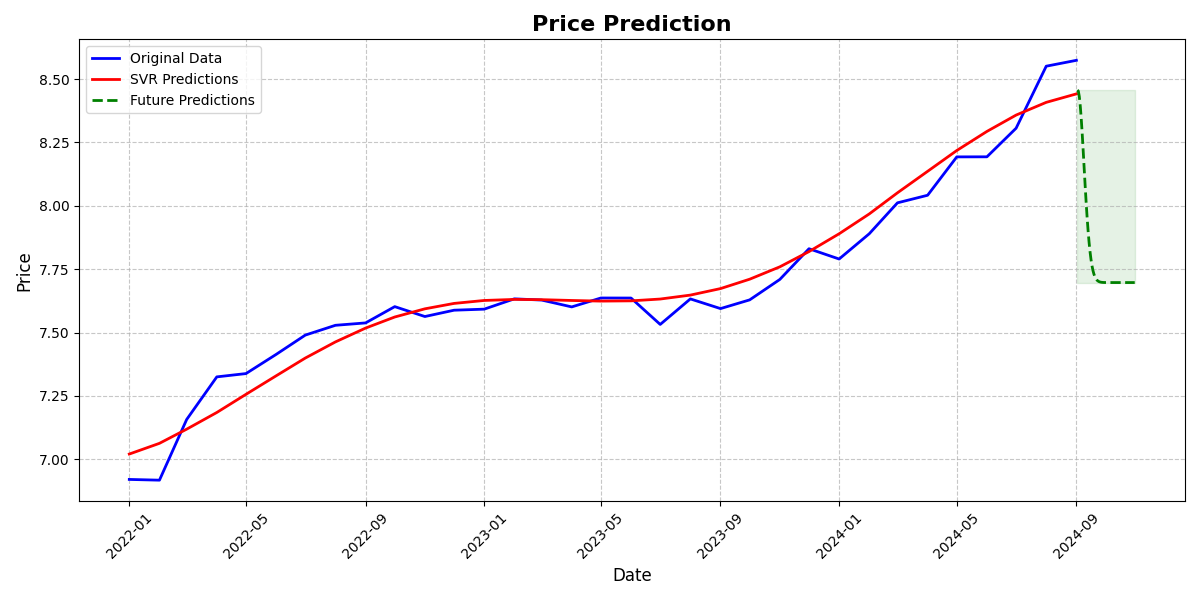 Price Prediction
Original Data
SVR Predictions
Future Predictions
Price
8.50
8.25
8.00
7.75
7.50
7.25
7.00
2022-01
2022-05
2022-09
2023-01
2023-05
2023-09
2024-01
2024-05
2024-09
Date